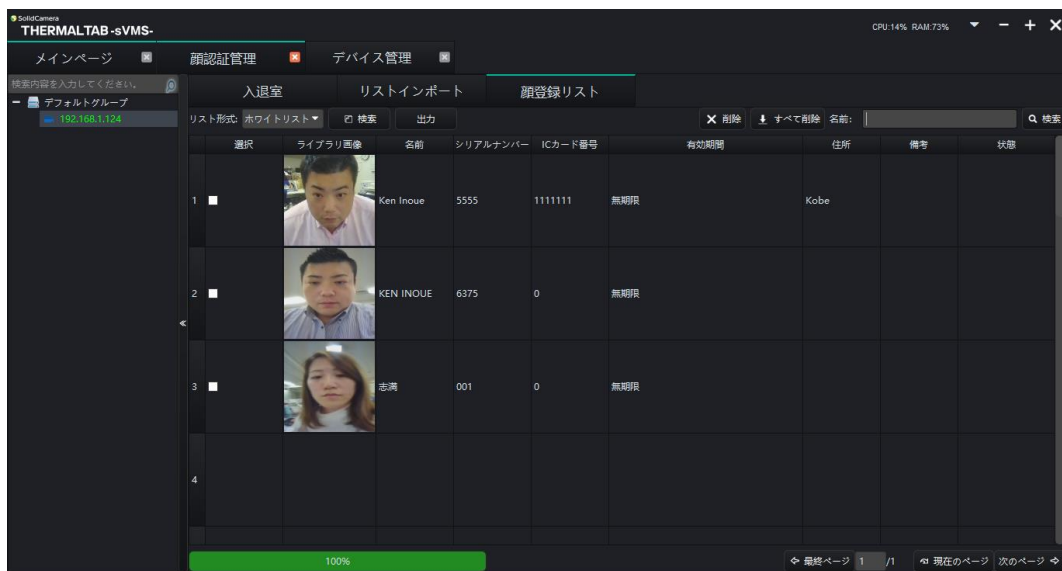 SolidCamera
THERMALTAB-sVMS-
CPU:14% RAM:73%
メインページ
顔認証管理
デバイス管理
検索内容を入力してください。
デフォルトグループ
192.168.1.124
入退室
リストインポート
顔登録リスト
リスト形式: ホワイトリスト 検索 出力 削除 すべて削除 名前: 検索
選択 ライブラリ画像 名前 シリアルナンバー ICカード番号 有効期間 住所 備考 状態
1 Ken Inoue 5555 1111111 無期限 Kobe
2 KEN INOUE 6375 0 無期限
3 志満 001 0 無期限
4
100%
最終ページ 1 /1 現在のページ 次のページ